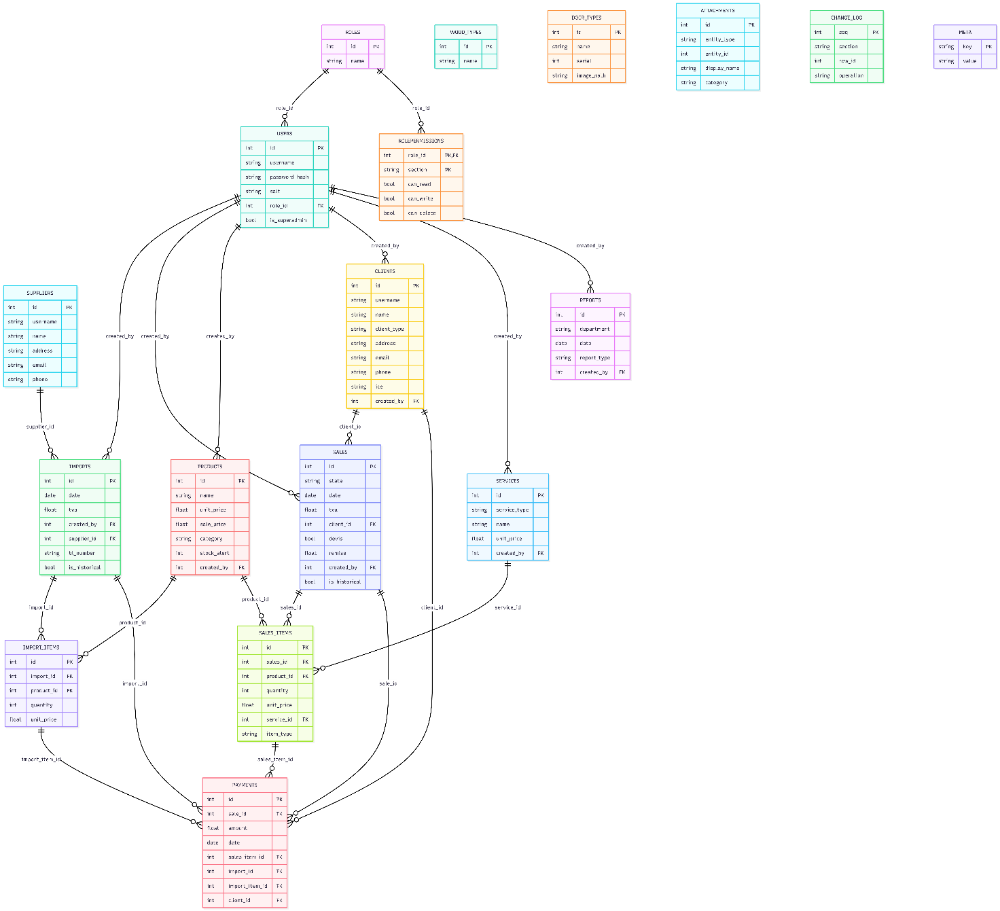 ROLES
int id PK
string name
WOOD_TYPES
int id PK
string name
DOOR_TYPES
int id PK
string name
int serial
string image_path
ATTACHMENTS
int id PK
string entity_type
int entity_id
string display_name
string category
CHANGE_LOG
int seq PK
string section
int row_id
string operation
META
string key PK
string value
role_id
role_id
USERS
int id PK
string username
string password_hash
string salt
int role_id FK
bool is_superadmin
ROLEPERMISSIONS
int role_id PK,FK
string section PK
bool can_read
bool can_write
bool can_delete
created_by
created_by
CLIENTS
int id PK
string username
string name
string client_type
string address
string email
string phone
string ice
int created_by FK
SUPPLIERS
int id PK
string username
string name
string address
string email
string phone
REPORTS
int id PK
string department
date date
string report_type
int created_by FK
created_by
created_by
created_by
created_by
supplier_id
client_id
IMPORTS
int id PK
date date
float tva
int created_by FK
int supplier_id FK
string bl_number
bool is_historical
PRODUCTS
int id PK
string name
float unit_price
float sale_price
string category
int stock_alert
int created_by FK
SALES
int id PK
string state
date date
float tva
int client_id FK
bool devis
float remise
int created_by FK
bool is_historical
SERVICES
int id PK
string service_type
string name
float unit_price
int created_by FK
product_id
import_id
sales_id
client_id
service_id
product_id
IMPORT_ITEMS
int id PK
int import_id FK
int product_id FK
int quantity
float unit_price
SALES_ITEMS
int id PK
int sales_id FK
int product_id FK
int quantity
float unit_price
int service_id FK
string item_type
import_id
sale_id
import_item_id
sales_item_id
PAYMENTS
int id PK
int sale_id FK
float amount
date date
int sales_item_id FK
int import_id FK
int import_item_id FK
int client_id FK